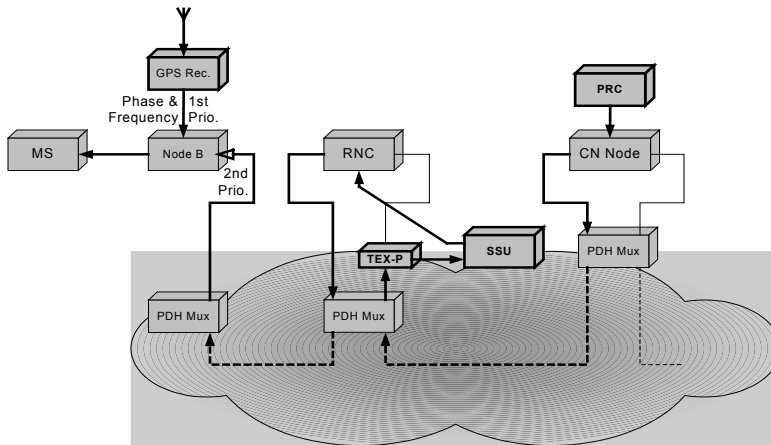 GPS Rec.
Phase & 1st
Frequency Prio.
PRC
MS
Node B
RNC
CN Node
2nd
Prio.
TEX-P
SSU
PDH Mux
PDH Mux
PDH Mux